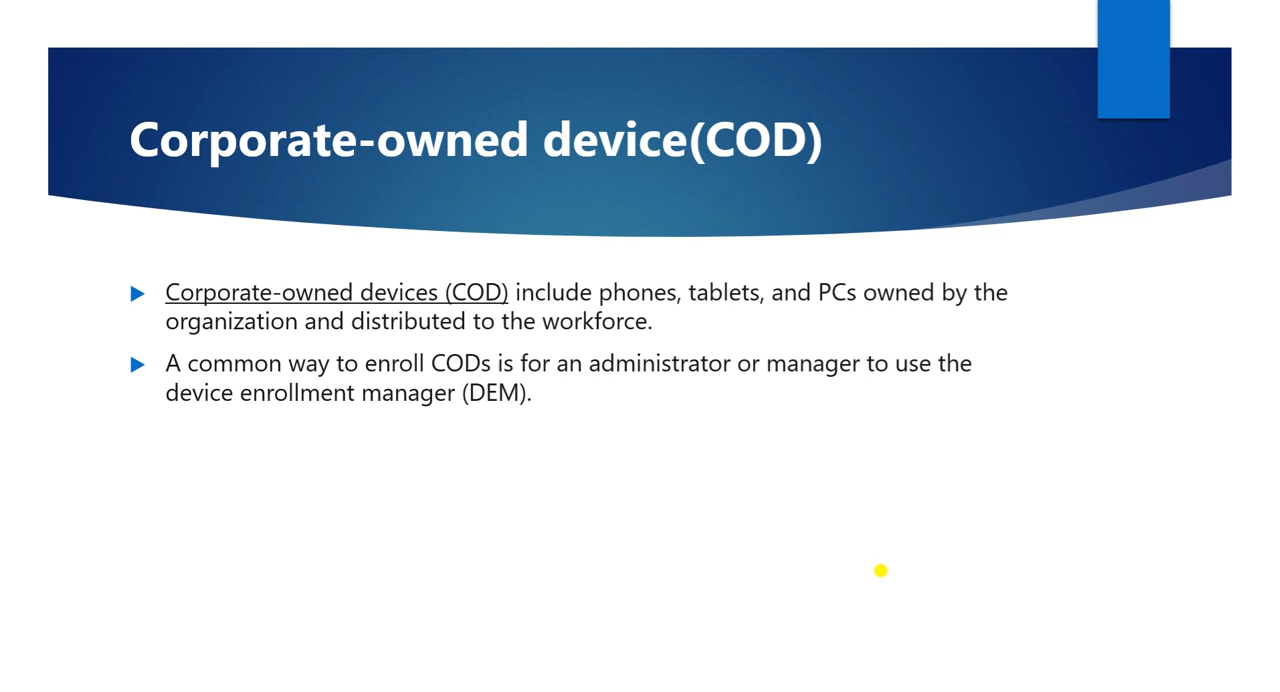 Corporate-owned device(COD)
Corporate-owned devices (COD) include phones, tablets, and PCs owned by the
organization and distributed to the workforce.
A common way to enroll CODs is for an administrator or manager to use the
device enrollment manager (DEM).